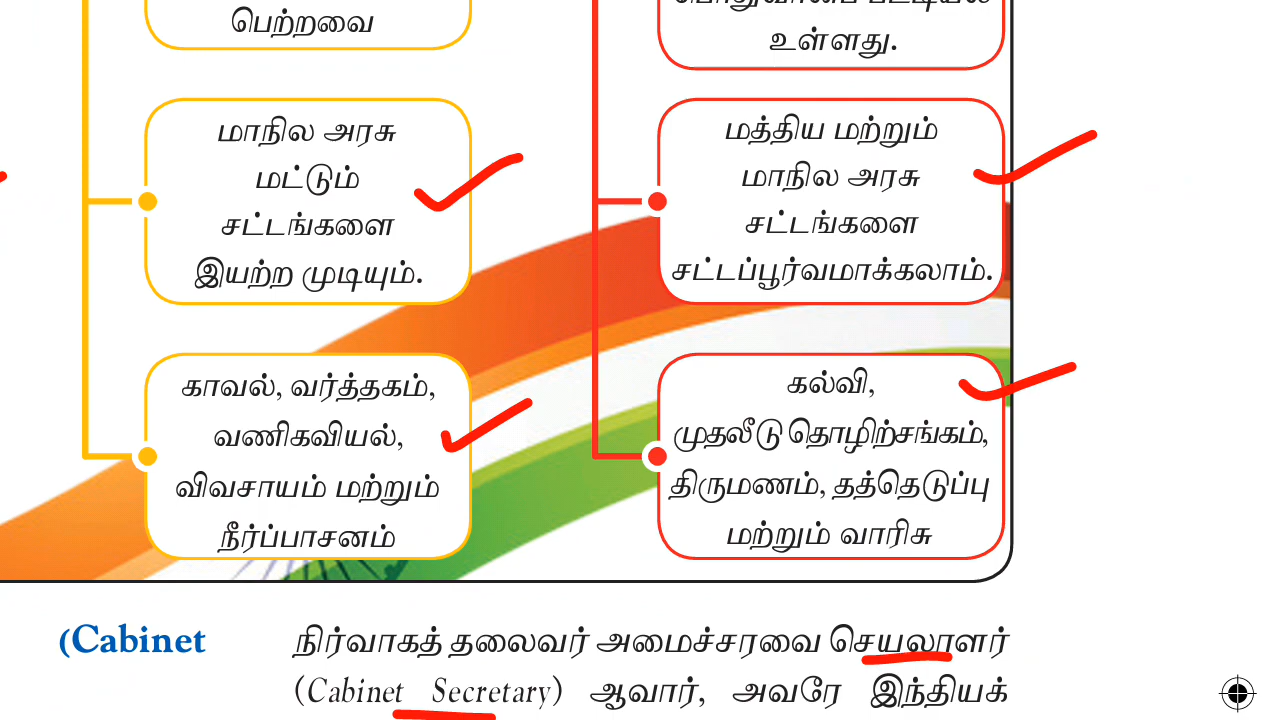 பெற்றவை
உள்ளது.
மாநில அரசு
மட்டும்
சட்டங்களை
இயற்ற முடியும்.
மத்திய மற்றும்
மாநில அரசு
சட்டங்களை
சட்டப்பூர்வமாக்கலாம்.
காவல், வர்த்தகம்,
வணிகவியல்,
விவசாயம் மற்றும்
நீர்ப்பாசனம்
கல்வி,
முதலீடு தொழிற்சங்கம்,
திருமணம், தத்தெடுப்பு
மற்றும் வாரிசு
(Cabinet
நிர்வாகத் தலைவர் அமைச்சரவை செயலாளர்
(Cabinet Secretary) ஆவார், அவரே இந்தியக்